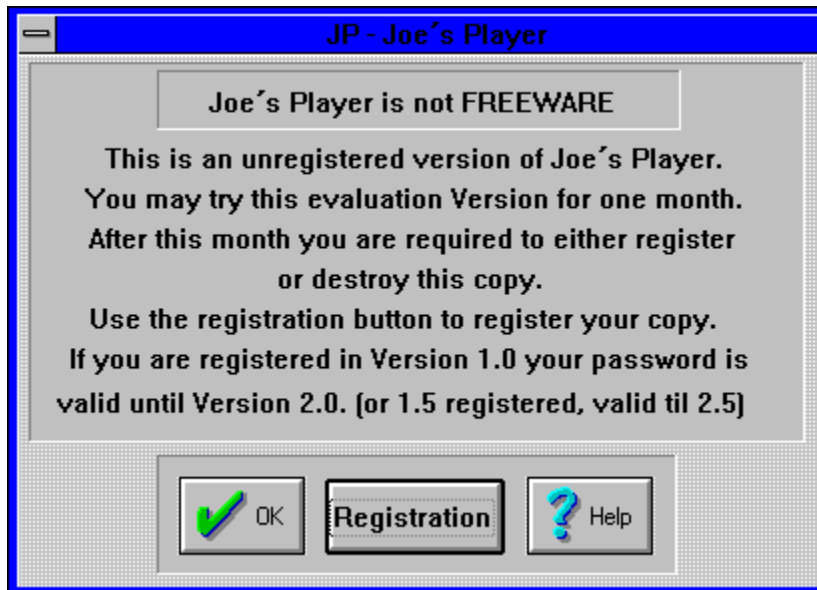 JP - Joe´s Player
Joe´s Player is not FREEWARE
This is an unregistered version of Joe´s Player.
You may try this evaluation Version for one month.
After this month you are required to either register
or destroy this copy.
Use the registration button to register your copy.
If you are registered in Version 1.0 your password is
valid until Version 2.0. (or 1.5 registered, valid til 2.5)
OK
Registration
Help